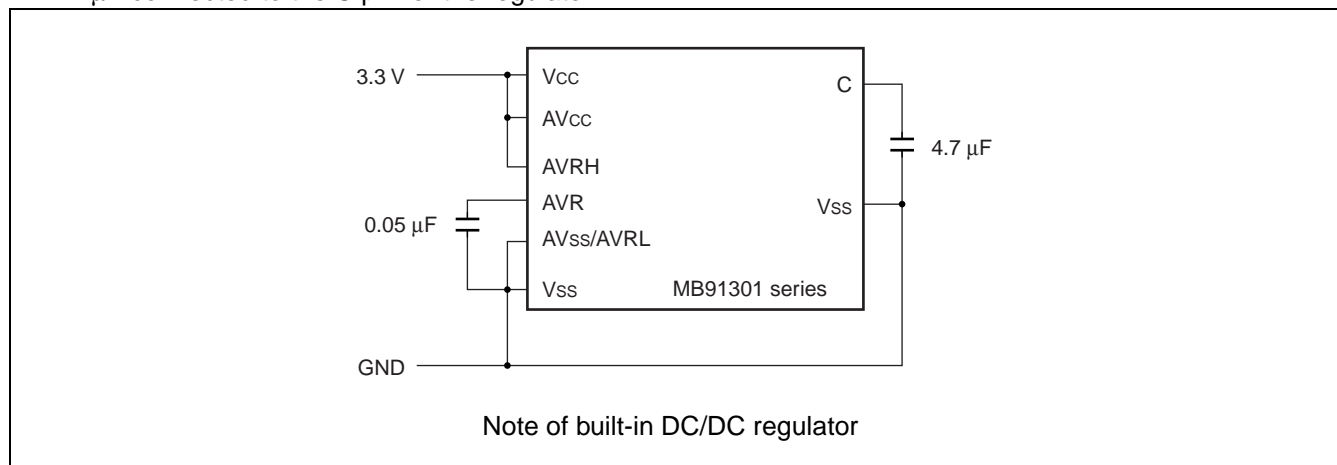 3.3 V
VCC
AVCC
AVRH
AVR
0.05 μF
AVSS/AVRL
VSS
C
4.7 μF
VSS
MB91301 series
GND
Note of built-in DC/DC regulator